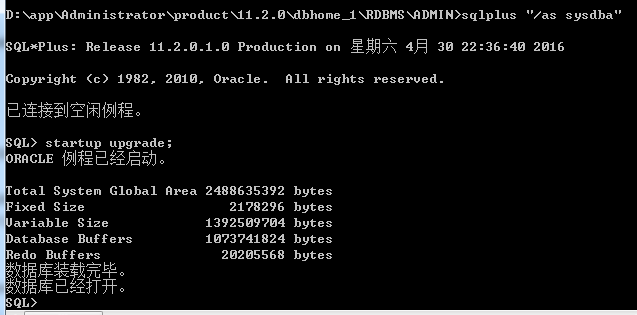 D:\app\Administrator\product\11.2.0\dbhome_1\RDBMS\ADMIN>sqlplus "/as sysdba"
SQL*Plus: Release 11.2.0.1.0 Production on 星期六 4月 30 22:36:40 2016
Copyright (c) 1982, 2010, Oracle.  All rights reserved.
已连接到空闲例程。
SQL> startup upgrade;
ORACLE 例程已经启动。
Total System Global Area 2488635392 bytes
Fixed Size                  2178296 bytes
Variable Size            1392509704 bytes
Database Buffers         1073741824 bytes
Redo Buffers               20205568 bytes
数据库装载完毕。
数据库已经打开。
SQL>